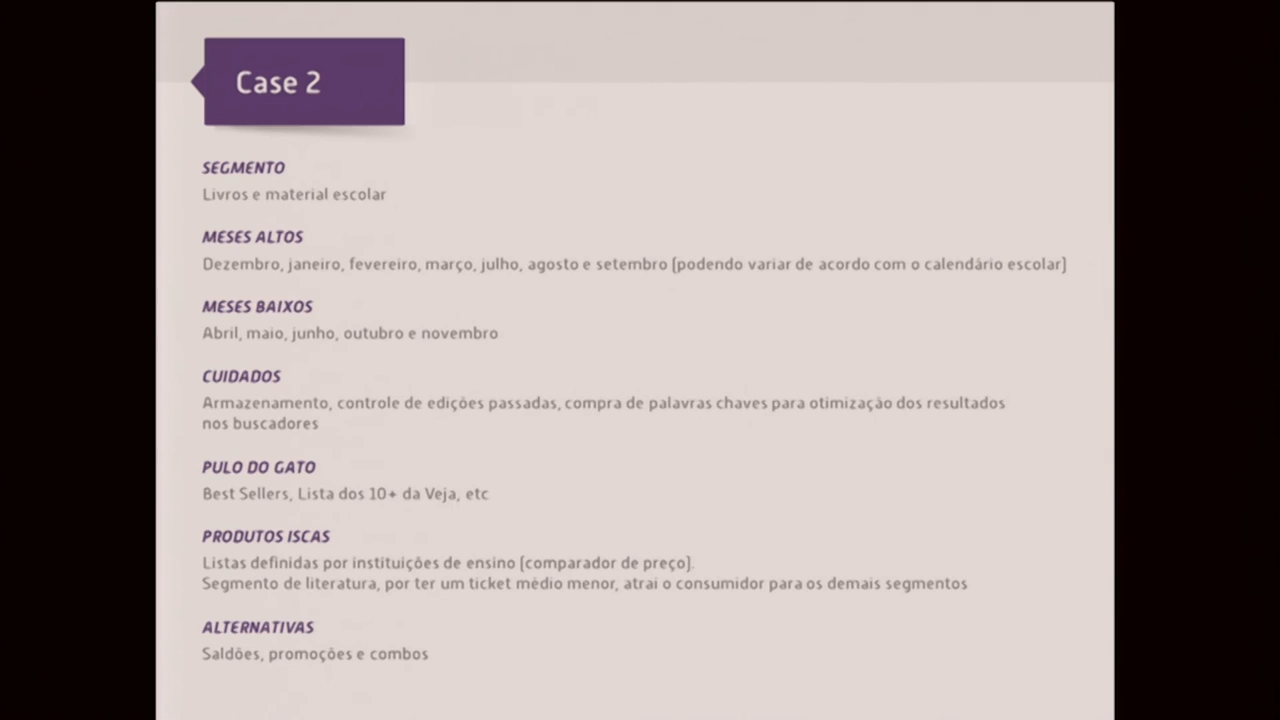 Case 2
SEGMENTO
Livros e material escolar
MESES ALTOS
Dezembro, janeiro, fevereiro, março, julho, agosto e setembro (podendo variar de acordo com o calendário escolar)
MESES BAIXOS
Abril, maio, junho, outubro e novembro
CUIDADOS
Armazenamento, controle de edições passadas, compra de palavras chaves para otimização dos resultados
nos buscadores
PULO DO GATO
Best Sellers, Lista dos 10+ da Veja, etc
PRODUTOS ISCAS
Listas definidas por instituições de ensino (comparador de preço).
Segmento de literatura, por ter um ticket médio menor, atrai o consumidor para os demais segmentos
ALTERNATIVAS
Saldões, promoções e combos